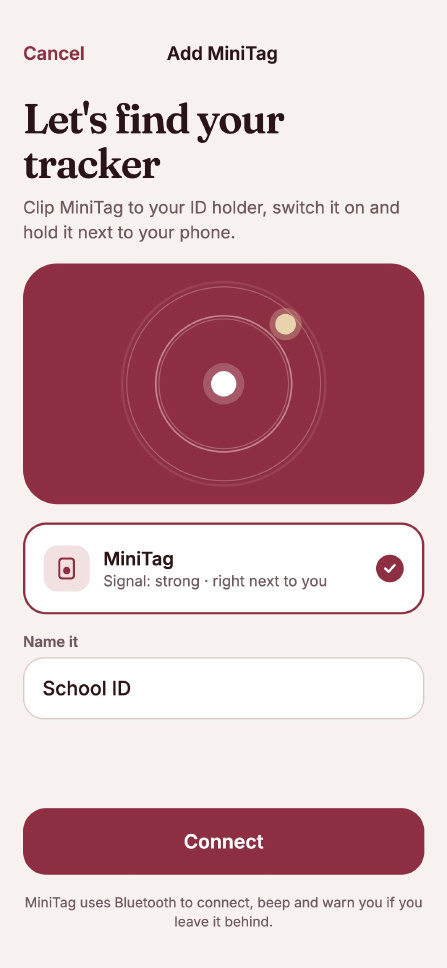 Cancel
Add MiniTag
Let's find your
tracker
Clip MiniTag to your ID holder, switch it on and
hold it next to your phone.
MiniTag
Signal: strong · right next to you
Name it
School ID
Connect
MiniTag uses Bluetooth to connect, beep and warn you if you
leave it behind.